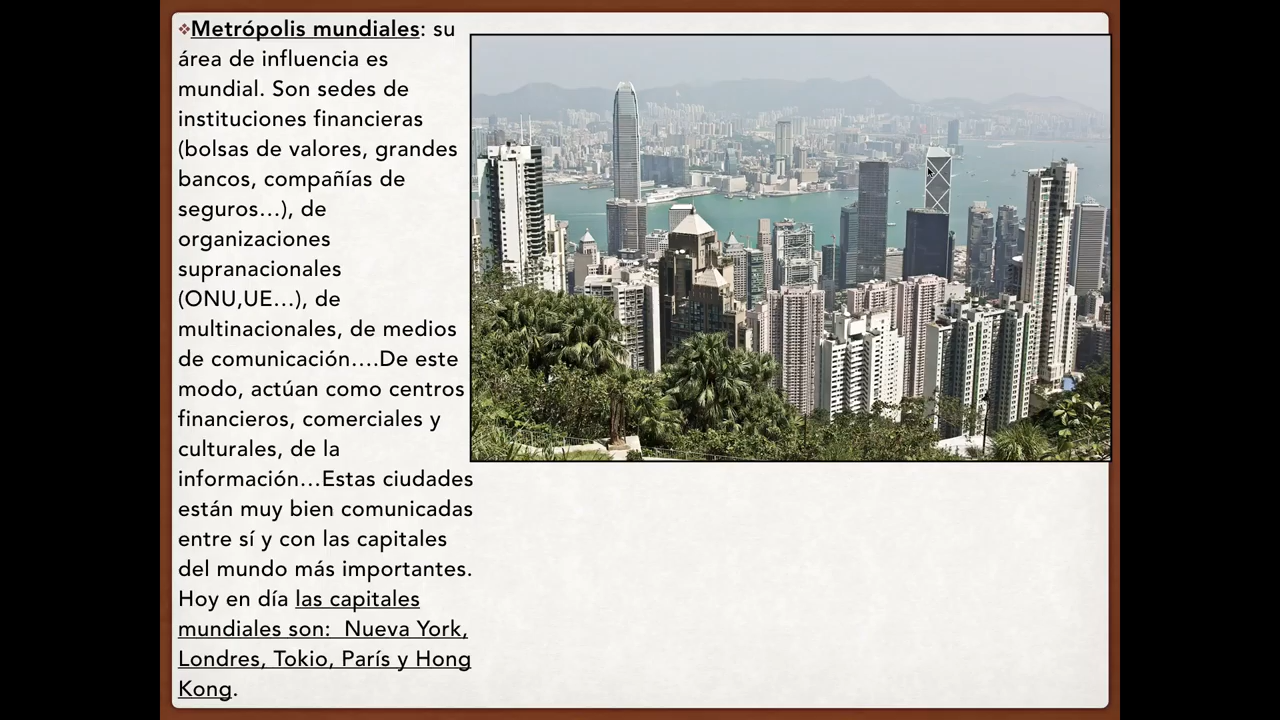 ❖Metrópolis mundiales: su
área de influencia es
mundial. Son sedes de
instituciones financieras
(bolsas de valores, grandes
bancos, compañías de
seguros…), de
organizaciones
supranacionales
(ONU,UE…), de
multinacionales, de medios
de comunicación….De este
modo, actúan como centros
financieros, comerciales y
culturales, de la
información…Estas ciudades
están muy bien comunicadas
entre sí y con las capitales
del mundo más importantes.
Hoy en día las capitales
mundiales son:  Nueva York,
Londres, Tokio, París y Hong
Kong.